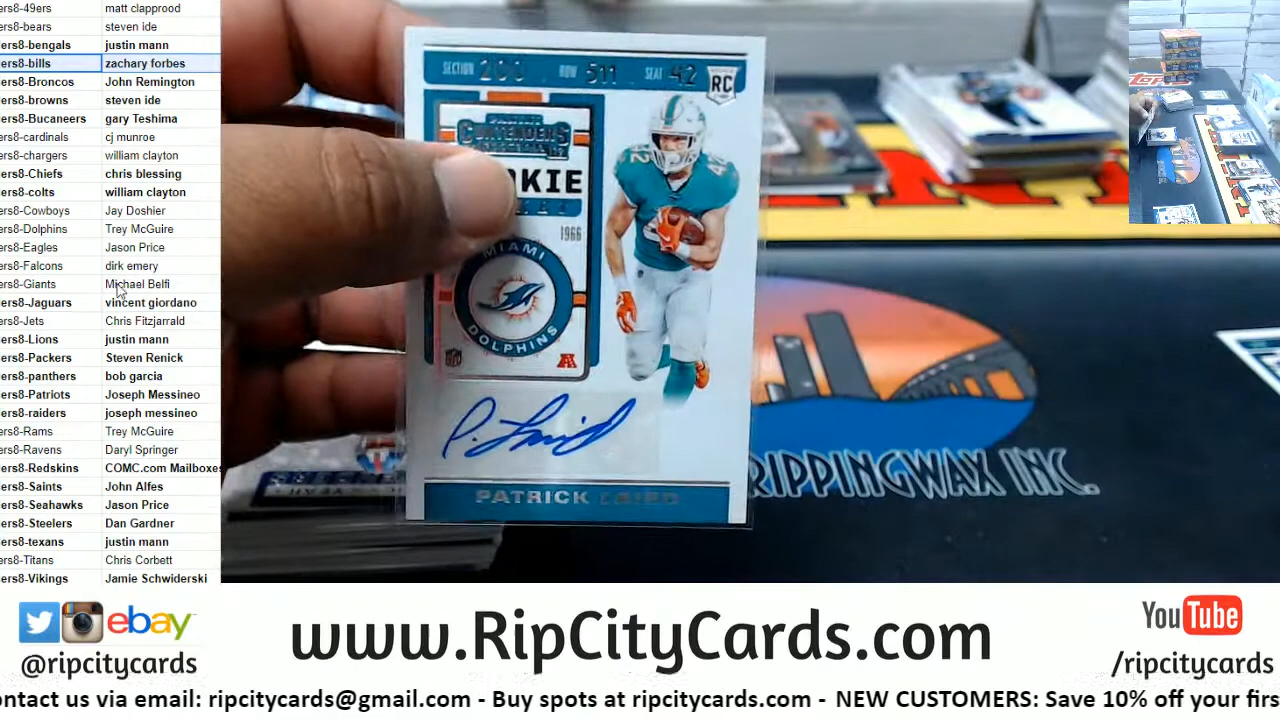 ers8-49ers matt clapprood
ers8-bears steven ide
ers8-bengals justin mann
ers8-bills zachary forbes
ers8-Broncos John Remington
ers8-browns steven ide
ers8-Bucaneers gary Teshima
ers8-cardinals cj munroe
ers8-chargers william clayton
ers8-Chiefs chris blessing
ers8-colts william clayton
ers8-Cowboys Jay Doshier
ers8-Dolphins Trey McGuire
ers8-Eagles Jason Price
ers8-Falcons dirk emery
ers8-Giants Michael Belfi
ers8-Jaguars vincent giordano
ers8-Jets Chris Fitzjarrald
ers8-Lions justin mann
ers8-Packers Steven Renick
ers8-panthers bob garcia
ers8-Patriots Joseph Messineo
ers8-raiders joseph messineo
ers8-Rams Trey McGuire
ers8-Ravens Daryl Springer
ers8-Redskins COMC.com Mailboxes
ers8-Saints John Alfes
ers8-Seahawks Jason Price
ers8-Steelers Dan Gardner
ers8-texans justin mann
ers8-Titans Chris Corbett
ers8-Vikings Jamie Schwiderski
SECTION 200 ROW 511 SEAT 42
RC
CONTENDERS
OKIE
1966
MIAMI
DOLPHINS
P. Laird
PATRICK LAIRD
RIPPINGWAX INC.
ebay
@ripcitycards
www.RipCityCards.com
YouTube
/ripcitycards
ontact us via email: ripcitycards@gmail.com - Buy spots at ripcitycards.com - NEW CUSTOMERS: Save 10% off your firs